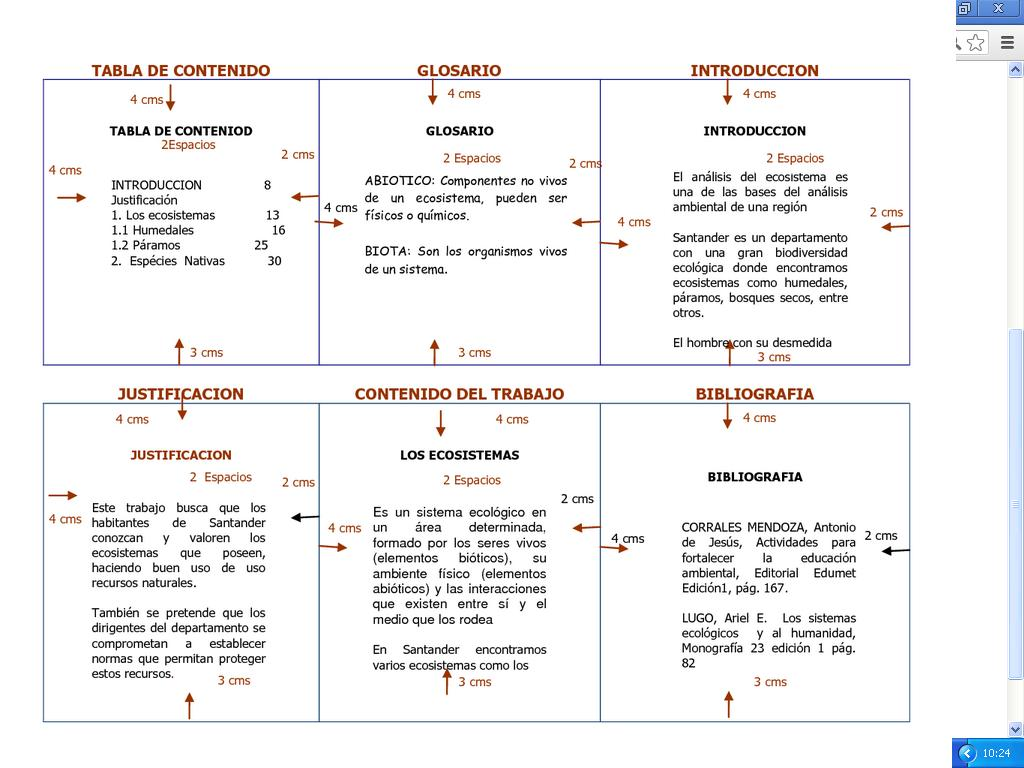 TABLA DE CONTENIDO
4 cms
TABLA DE CONTENIOD
2Espacios
2 cms
4 cms
INTRODUCCION 8
Justificación
1. Los ecosistemas 13
1.1 Humedales 16
1.2 Páramos 25
2. Espécies Nativas 30
3 cms
GLOSARIO
4 cms
GLOSARIO
2 Espacios
2 cms
4 cms
ABIOTICO: Componentes no vivos
de un ecosistema, pueden ser
físicos o químicos.
BIOTA: Son los organismos vivos
de un sistema.
3 cms
INTRODUCCION
4 cms
INTRODUCCION
2 Espacios
4 cms
2 cms
El análisis del ecosistema es
una de las bases del análisis
ambiental de una región
Santander es un departamento
con una gran biodiversidad
ecológica donde encontramos
ecosistemas como humedales,
páramos, bosques secos, entre
otros.
El hombre con su desmedida
3 cms
JUSTIFICACION
4 cms
JUSTIFICACION
2 Espacios
2 cms
4 cms
Este trabajo busca que los
habitantes de Santander
conozcan y valoren los
ecosistemas que poseen,
haciendo buen uso de uso
recursos naturales.
También se pretende que los
dirigentes del departamento se
comprometan a establecer
normas que permitan proteger
estos recursos.
3 cms
CONTENIDO DEL TRABAJO
4 cms
LOS ECOSISTEMAS
2 Espacios
2 cms
4 cms
Es un sistema ecológico en
un área determinada,
formado por los seres vivos
(elementos bióticos), su
ambiente físico (elementos
abióticos) y las interacciones
que existen entre sí y el
medio que los rodea
En Santander encontramos
varios ecosistemas como los
3 cms
BIBLIOGRAFIA
4 cms
BIBLIOGRAFIA
4 cms
2 cms
CORRALES MENDOZA, Antonio
de Jesús, Actividades para
fortalecer la educación
ambiental, Editorial Edumet
Edición1, pág. 167.
LUGO, Ariel E. Los sistemas
ecológicos y al humanidad,
Monografía 23 edición 1 pág.
82
3 cms
10:24